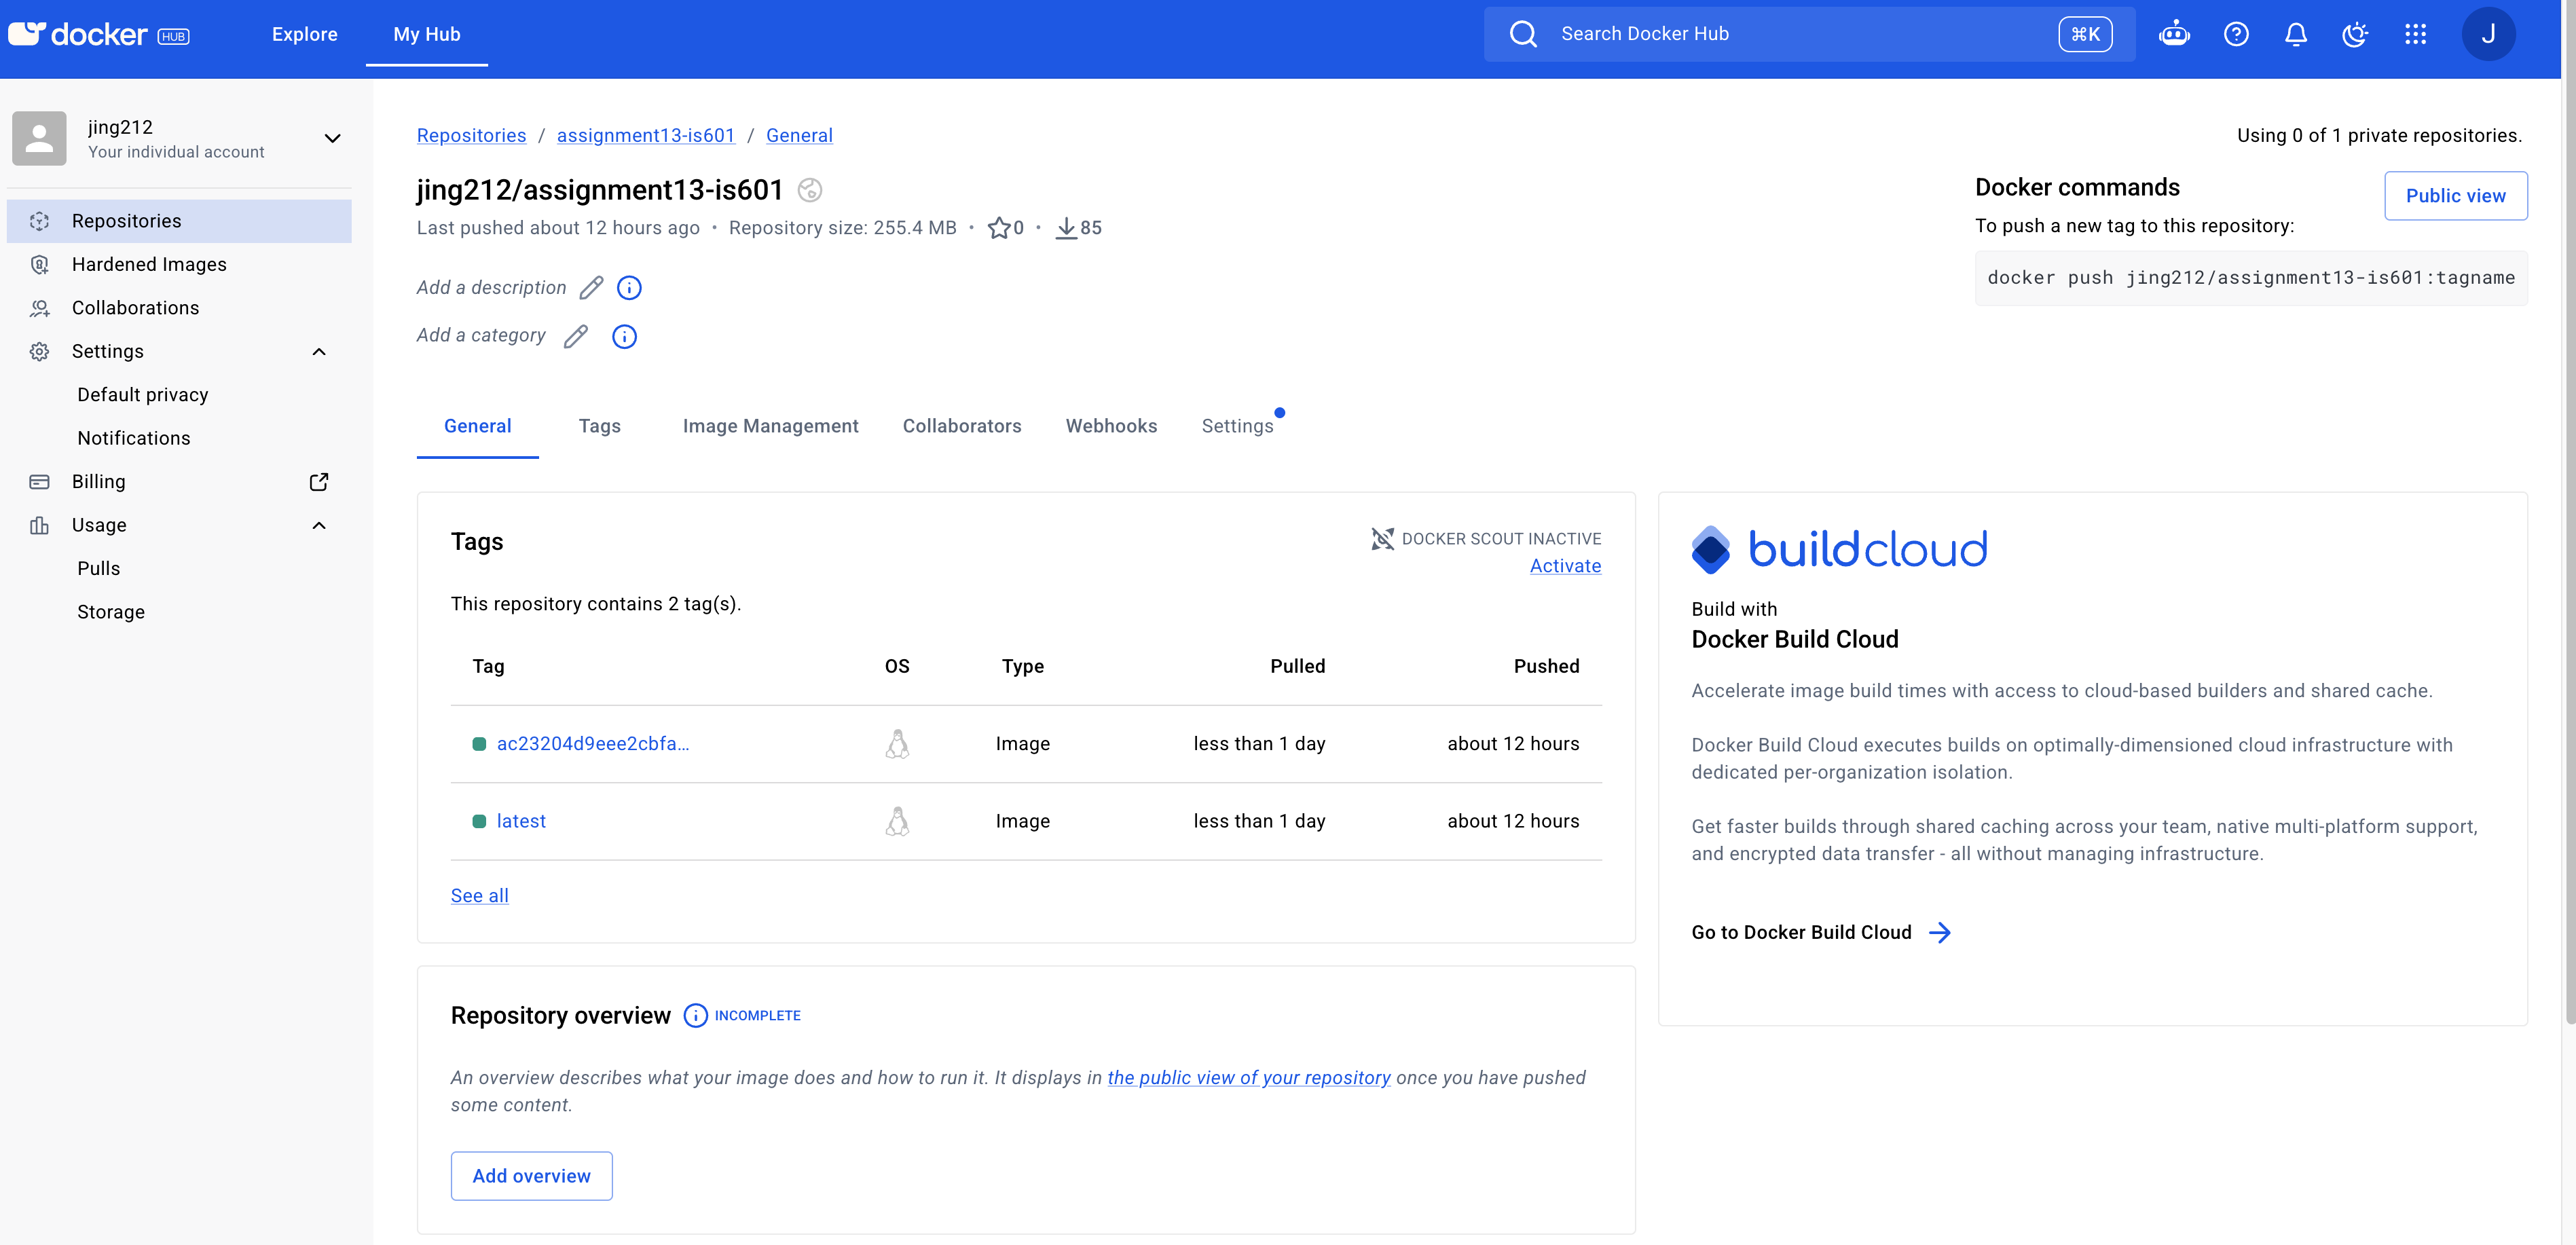 docker HUB
Explore
My Hub
Search Docker Hub
⌘K
J
jing212
Your individual account
Repositories
Hardened Images
Collaborations
Settings
Default privacy
Notifications
Billing
Usage
Pulls
Storage
Repositories / assignment13-is601 / General
Using 0 of 1 private repositories.
jing212/assignment13-is601
Last pushed about 12 hours ago • Repository size: 255.4 MB • 0 • 85
Add a description
Add a category
Docker commands
Public view
To push a new tag to this repository:
docker push jing212/assignment13-is601:tagname
General
Tags
Image Management
Collaborators
Webhooks
Settings
Tags
DOCKER SCOUT INACTIVE
Activate
This repository contains 2 tag(s).
Tag OS Type Pulled Pushed
ac23204d9eee2cbfa... Image less than 1 day about 12 hours
latest Image less than 1 day about 12 hours
See all
Repository overview INCOMPLETE
An overview describes what your image does and how to run it. It displays in the public view of your repository once you have pushed
some content.
Add overview
buildcloud
Build with
Docker Build Cloud
Accelerate image build times with access to cloud-based builders and shared cache.
Docker Build Cloud executes builds on optimally-dimensioned cloud infrastructure with
dedicated per-organization isolation.
Get faster builds through shared caching across your team, native multi-platform support,
and encrypted data transfer - all without managing infrastructure.
Go to Docker Build Cloud